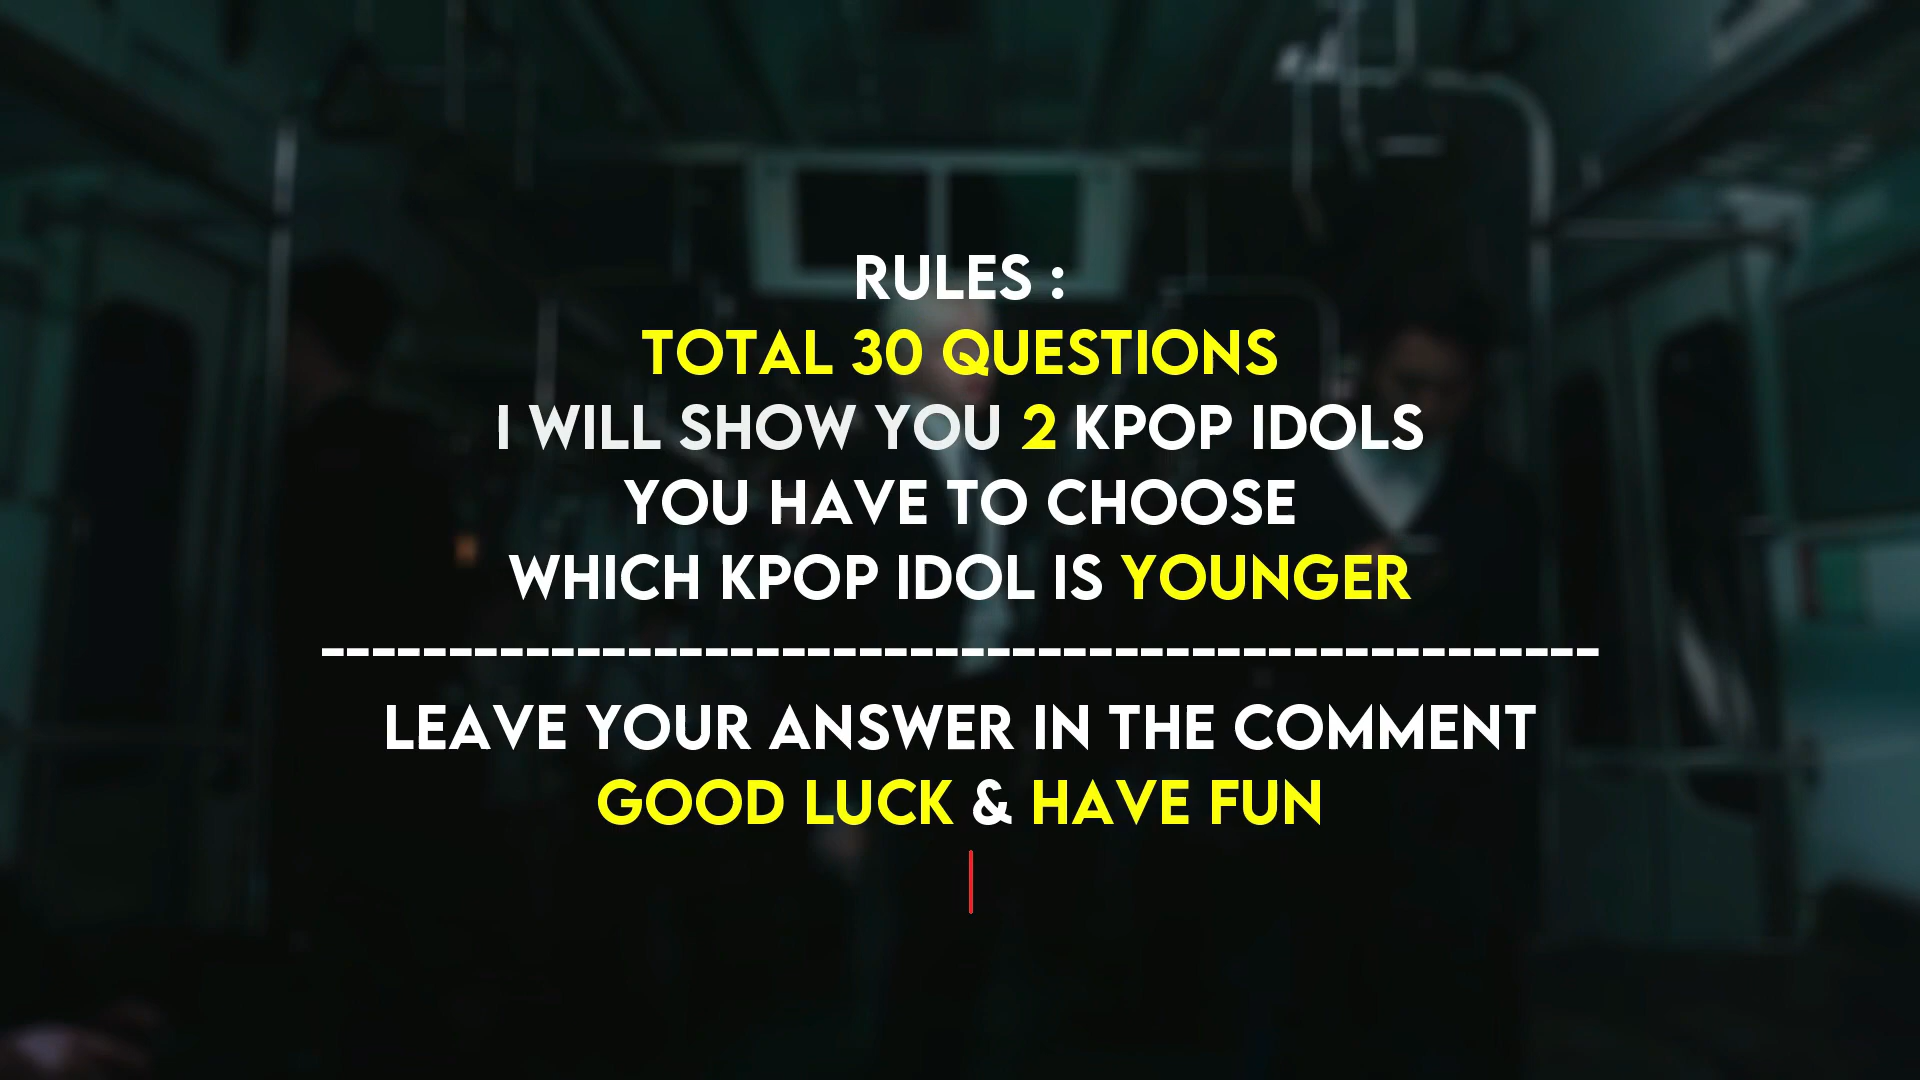 RULES :
TOTAL 30 QUESTIONS
I WILL SHOW YOU 2 KPOP IDOLS
YOU HAVE TO CHOOSE
WHICH KPOP IDOL IS YOUNGER
-------------------------------------------------
LEAVE YOUR ANSWER IN THE COMMENT
GOOD LUCK & HAVE FUN